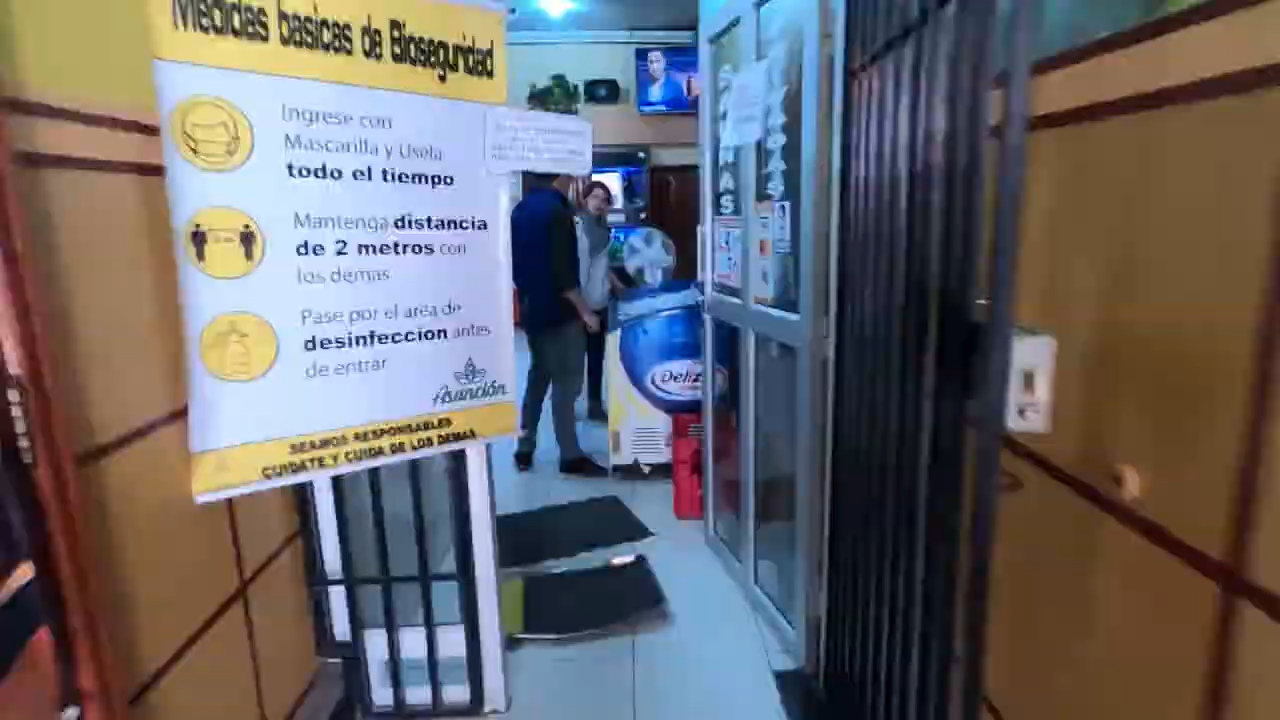 Medidas basicas de Bioseguridad
Ingrese con
Mascarilla y Usela
todo el tiempo
Mantenga distancia
de 2 metros con
los demas
Pase por el area de
desinfeccion antes
de entrar
Asunción
SEAMOS RESPONSABLES
CUIDATE Y CUIDA DE LOS DEMAS